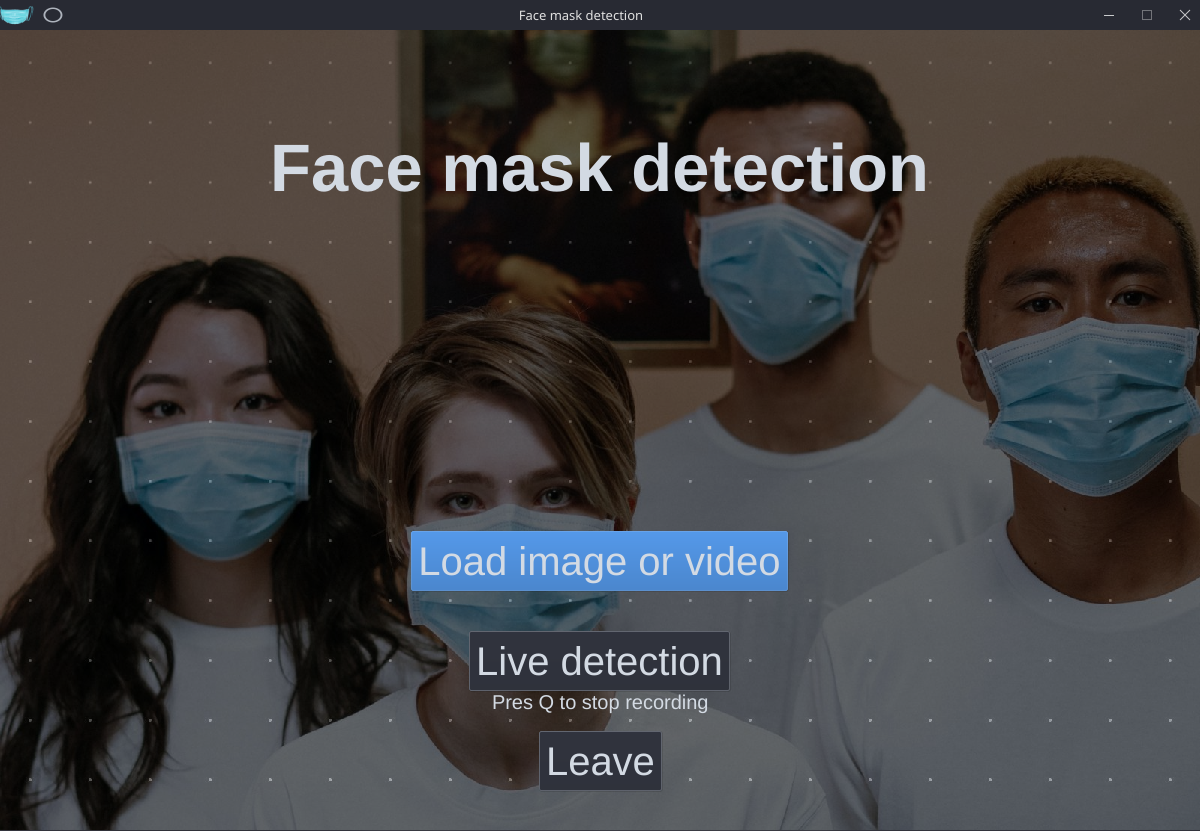 Face mask detection
Face mask detection
Load image or video
Live detection
Pres Q to stop recording
Leave